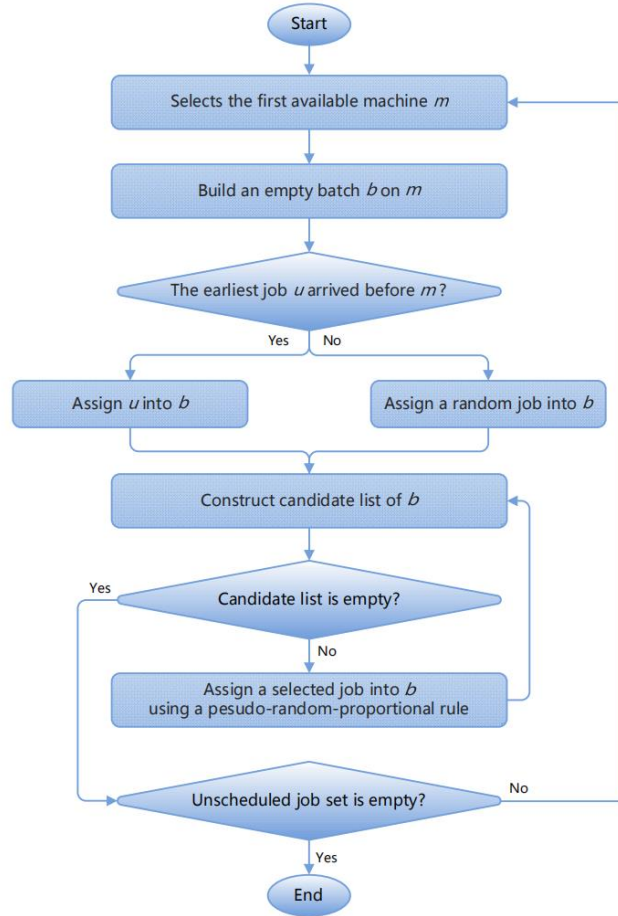 Start
Selects the first available machine m
Build an empty batch b on m
The earliest job u arrived before m?
Yes
No
Assign u into b
Assign a random job into b
Construct candidate list of b
Yes
Candidate list is empty?
No
Assign a selected job into b
using a pesudo-random-proportional rule
Unscheduled job set is empty?
No
Yes
End